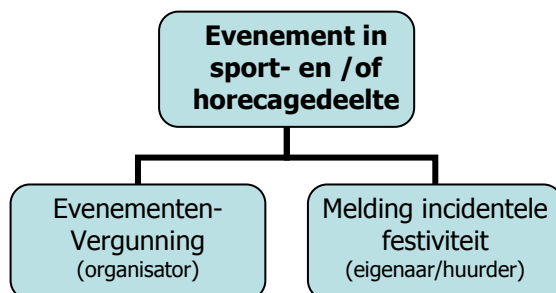 Evenement in
sport- en /of
horecagedeelte
Evenementen-
Vergunning
(organisator)
Melding incidentele
festiviteit
(eigenaar/huurder)